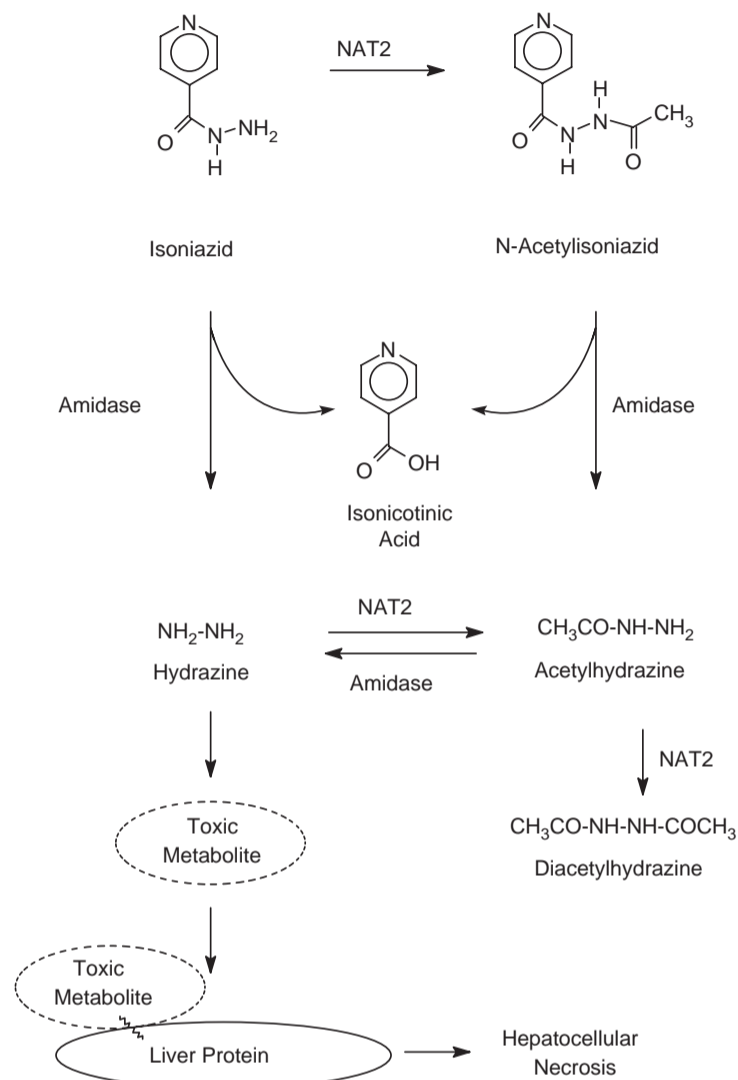 N
NAT2
N
O
N
H
NH2
O
N
H
H
N
O
CH3
Isoniazid
N-Acetylisoniazid
Amidase
N
O
OH
Amidase
Isonicotinic
Acid
NH2-NH2
Hydrazine
NAT2
Amidase
CH3CO-NH-NH2
Acetylhydrazine
NAT2
Toxic
Metabolite
CH3CO-NH-NH-COCH3
Diacetylhydrazine
Toxic
Metabolite
Liver Protein
Hepatocellular
Necrosis